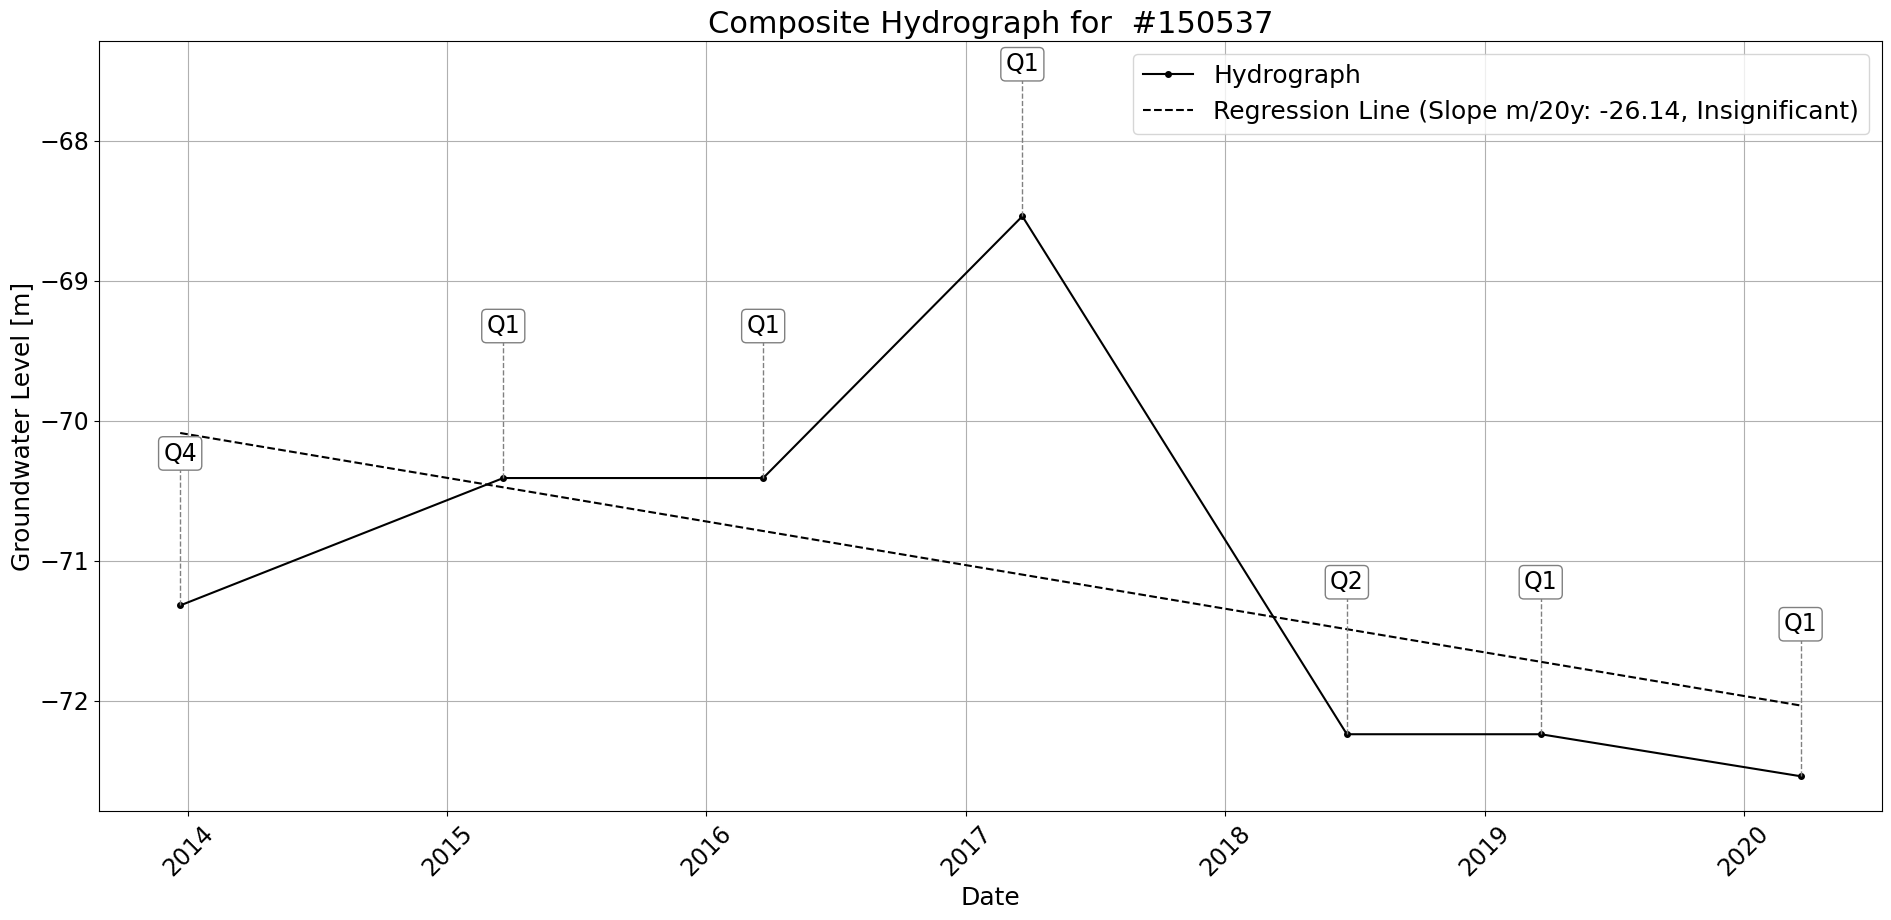 Composite Hydrograph for  #150537
Hydrograph
Regression Line (Slope m/20y: -26.14, Insignificant)
Groundwater Level [m]
−68
−69
−70
−71
−72
Q4
Q1
Q1
Q1
Q2
Q1
Q1
2014
2015
2016
2017
2018
2019
2020
Date